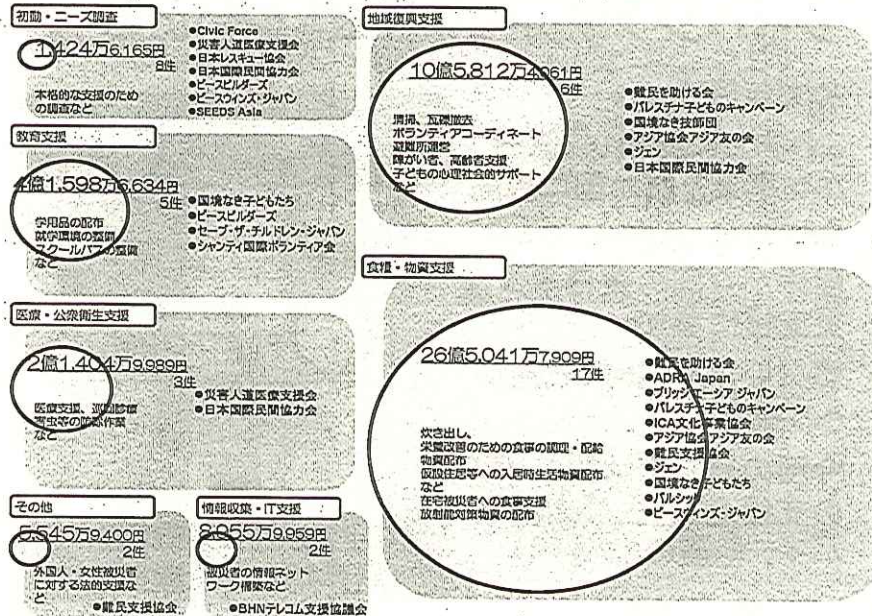 初動・ニーズ調査
1,424万6,165円
8件
本格的な支援のため
の調査など
●Civic Force
●災害人道医療支援会
●日本レスキュー協会
●日本国際民間協力会
●ピースビルダーズ
●ピースウィンズ・ジャパン
●SEEDS Asia
教育支援
4億1,598万6,634円
5件
学用品の配布
就学環境の整備
スクールバスの整備
など
●国境なき子どもたち
●ピースビルダーズ
●セーブ・ザ・チルドレン・ジャパン
●シャンティ国際ボランティア会
医療・公衆衛生支援
2億1,404万9,989円
3件
医療支援、巡回診療
害虫等の防除作業
など
●災害人道医療支援会
●日本国際民間協力会
その他
5,545万9,400円
2件
外国人・女性被災者
に対する法的支援な
ど
●難民支援協会
情報収集・IT支援
8,055万9,959円
2件
被災者の情報ネット
ワーク構築など
●BHNテレコム支援協議会
地域復興支援
10億5,812万4,061円
6件
清掃、瓦礫撤去
ボランティアコーディネート
避難所運営
障がい者、高齢者支援
子どもの心理社会的サポート
など
●難民を助ける会
●パレスチナ子どものキャンペーン
●国境なき技師団
●アジア協会アジア友の会
●ジェン
●日本国際民間協力会
食糧・物資支援
26億5,041万7,909円
17件
炊き出し、
栄養改善のための食事の調理・配給
物資配布
仮設住居等への入居時生活物資配布
など
在宅被災者への食事支援
放射能対策物資の配布
●難民を助ける会
●ADRA Japan
●ブリッジ エーシア ジャパン
●パレスチナ子どものキャンペーン
●ICA文化事業協会
●アジア協会アジア友の会
●難民支援協会
●ジェン
●国境なき子どもたち
●パルシック
●ピースウィンズ・ジャパン